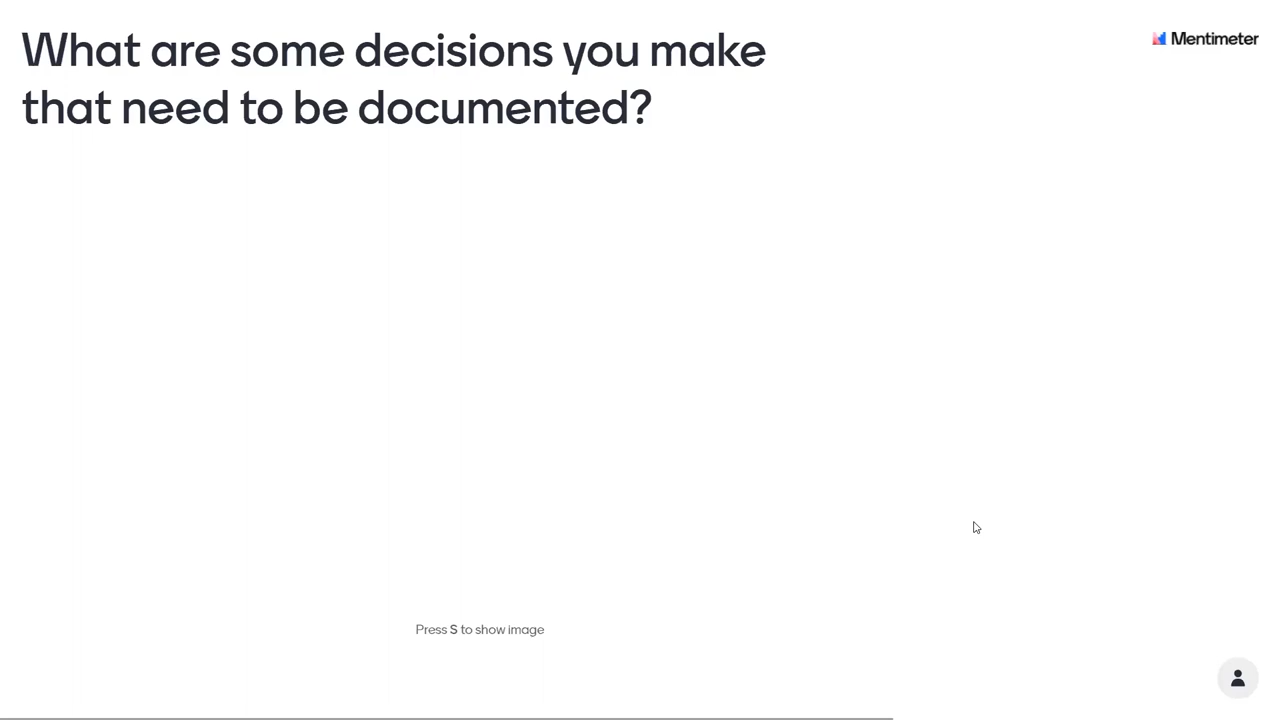 What are some decisions you make
that need to be documented?
Mentimeter
Press S to show image